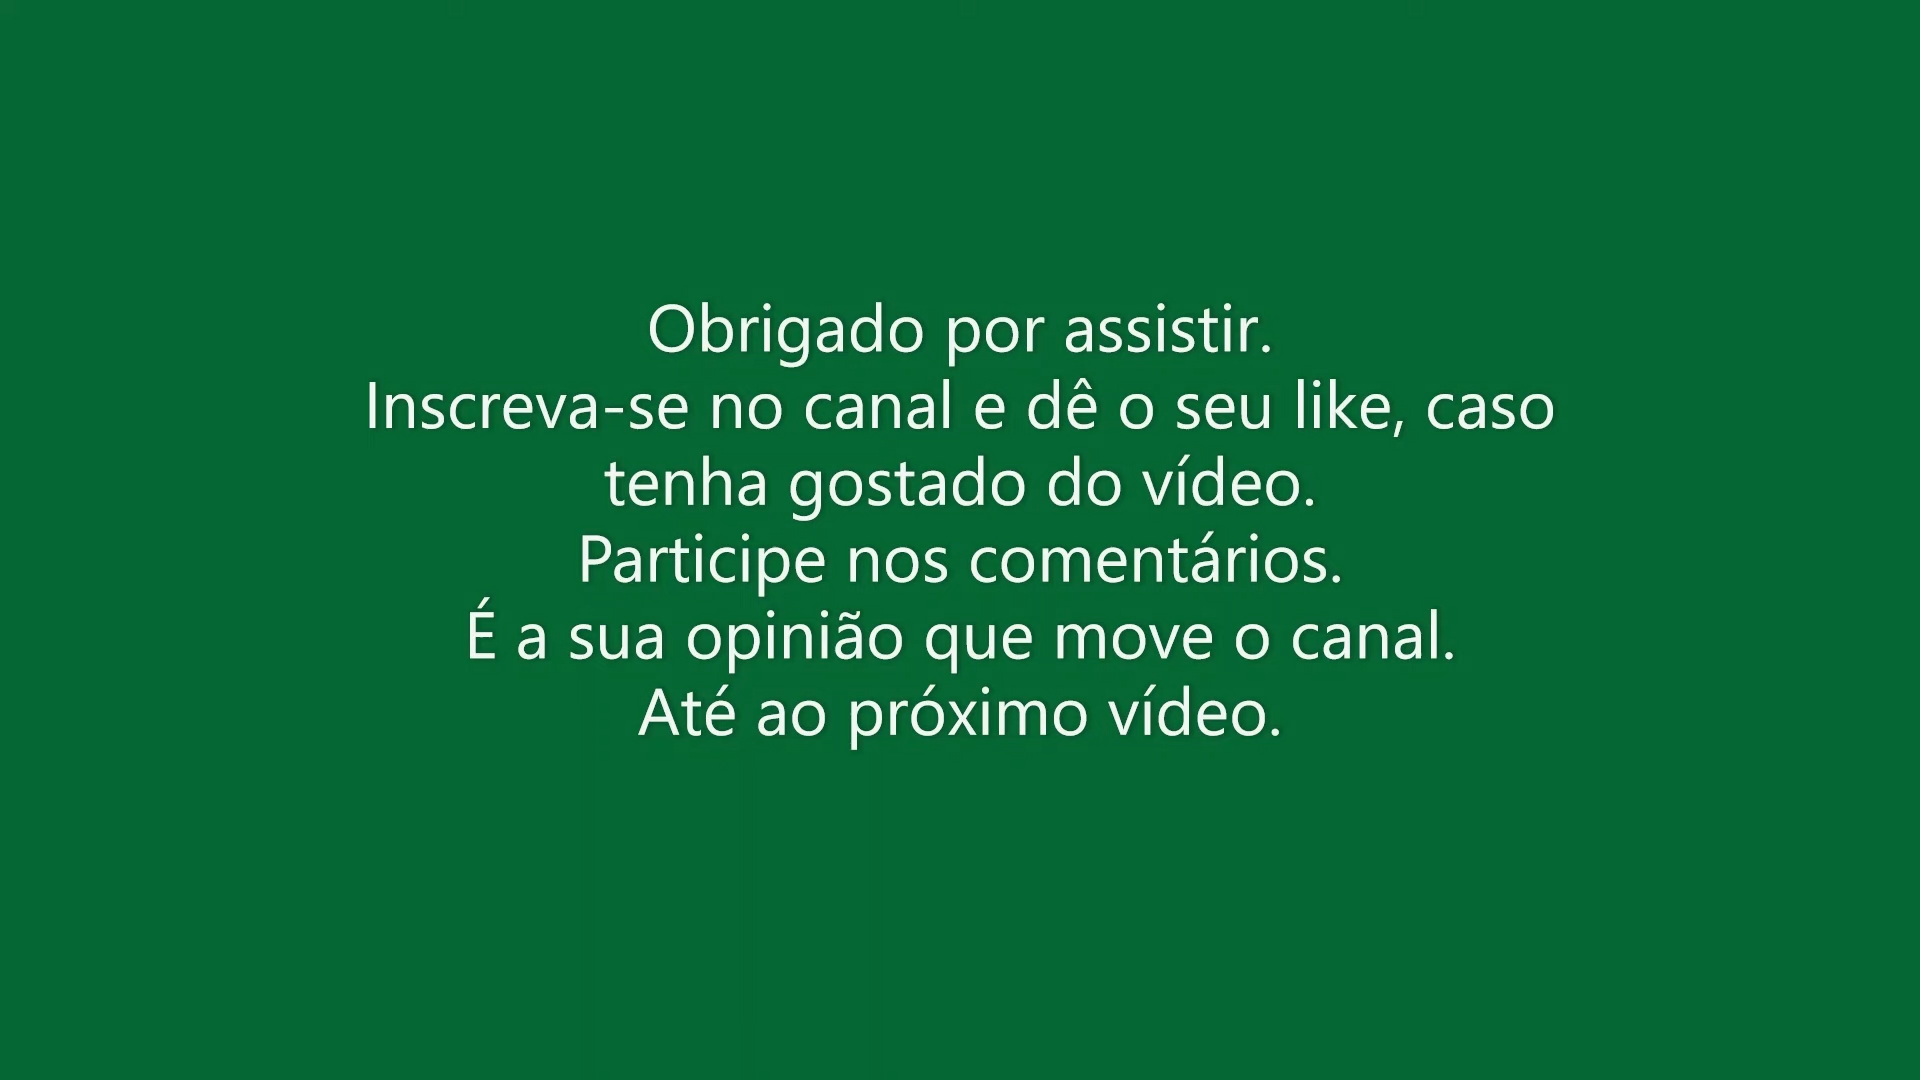 Obrigado por assistir.
Inscreva-se no canal e dê o seu like, caso
tenha gostado do vídeo.
Participe nos comentários.
É a sua opinião que move o canal.
Até ao próximo vídeo.